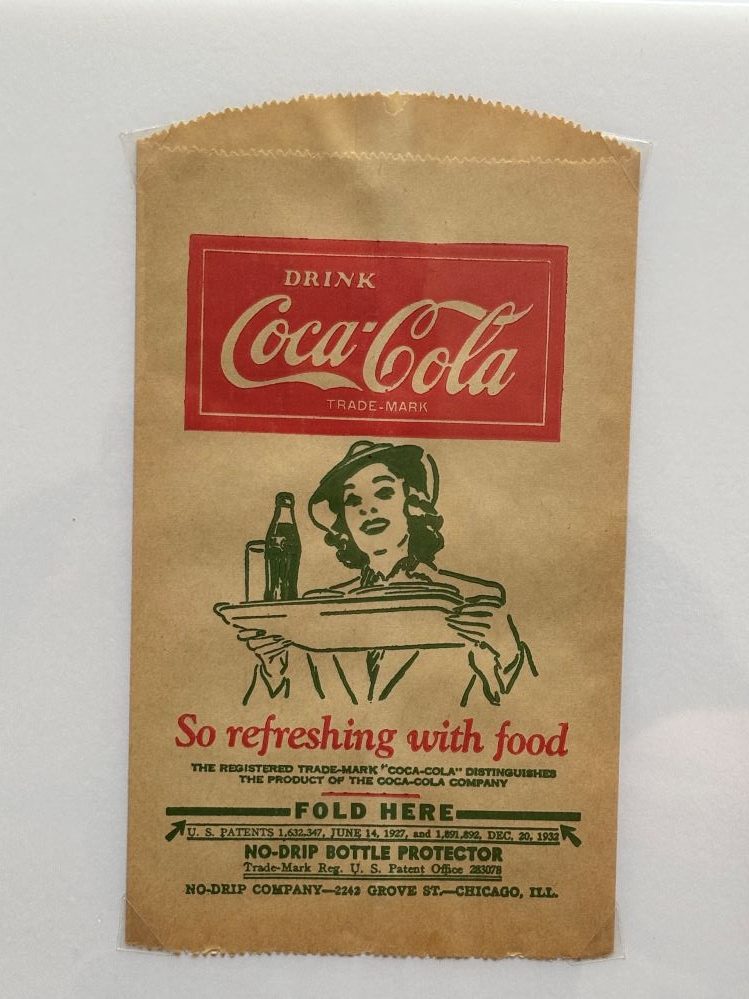 DRINK
Coca-Cola
TRADE-MARK
So refreshing with food
THE REGISTERED TRADE-MARK "COCA-COLA" DISTINGUISHES
THE PRODUCT OF THE COCA-COLA COMPANY
FOLD HERE
U. S. PATENTS 1,632,347, JUNE 14, 1927, and 1,891,892, DEC. 20, 1932
NO-DRIP BOTTLE PROTECTOR
Trade-Mark Reg. U. S. Patent Office 283078
NO-DRIP COMPANY—2242 GROVE ST.—CHICAGO, ILL.